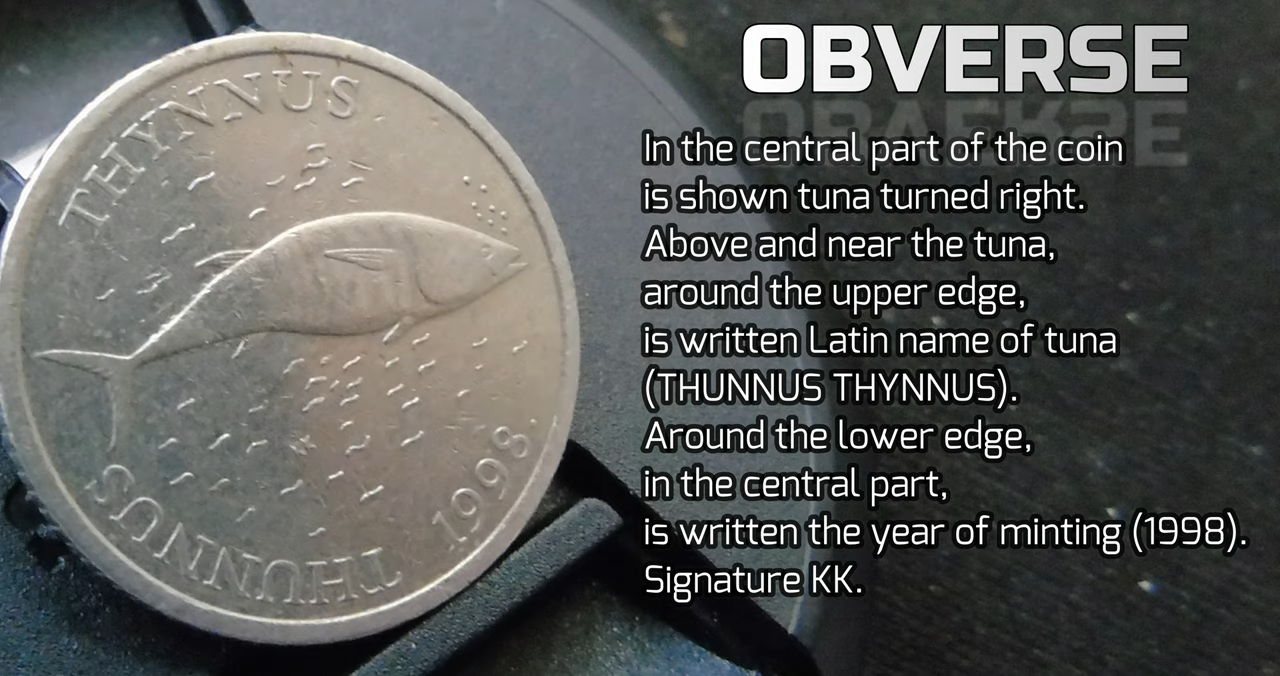 THYNNUS
THUNNUS
1998.
OBVERSE
In the central part of the coin
is shown tuna turned right.
Above and near the tuna,
around the upper edge,
is written Latin name of tuna
(THUNNUS THYNNUS).
Around the lower edge,
in the central part,
is written the year of minting (1998).
Signature KK.